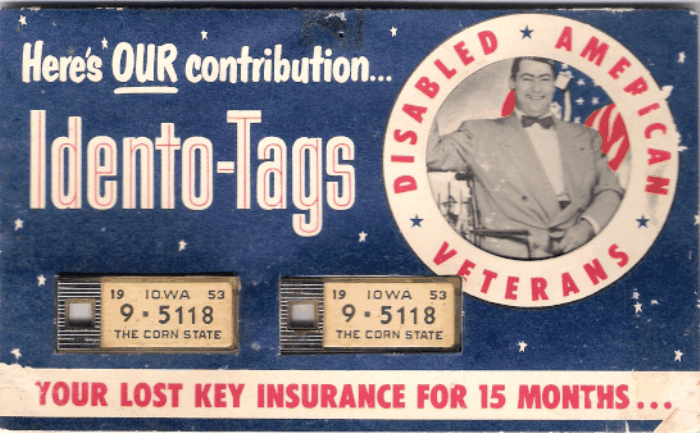 Here's OUR contribution...
Idento-Tags
DISABLED AMERICAN VETERANS
19 IOWA 53
9-5118
THE CORN STATE
19 IOWA 53
9-5118
THE CORN STATE
YOUR LOST KEY INSURANCE FOR 15 MONTHS...